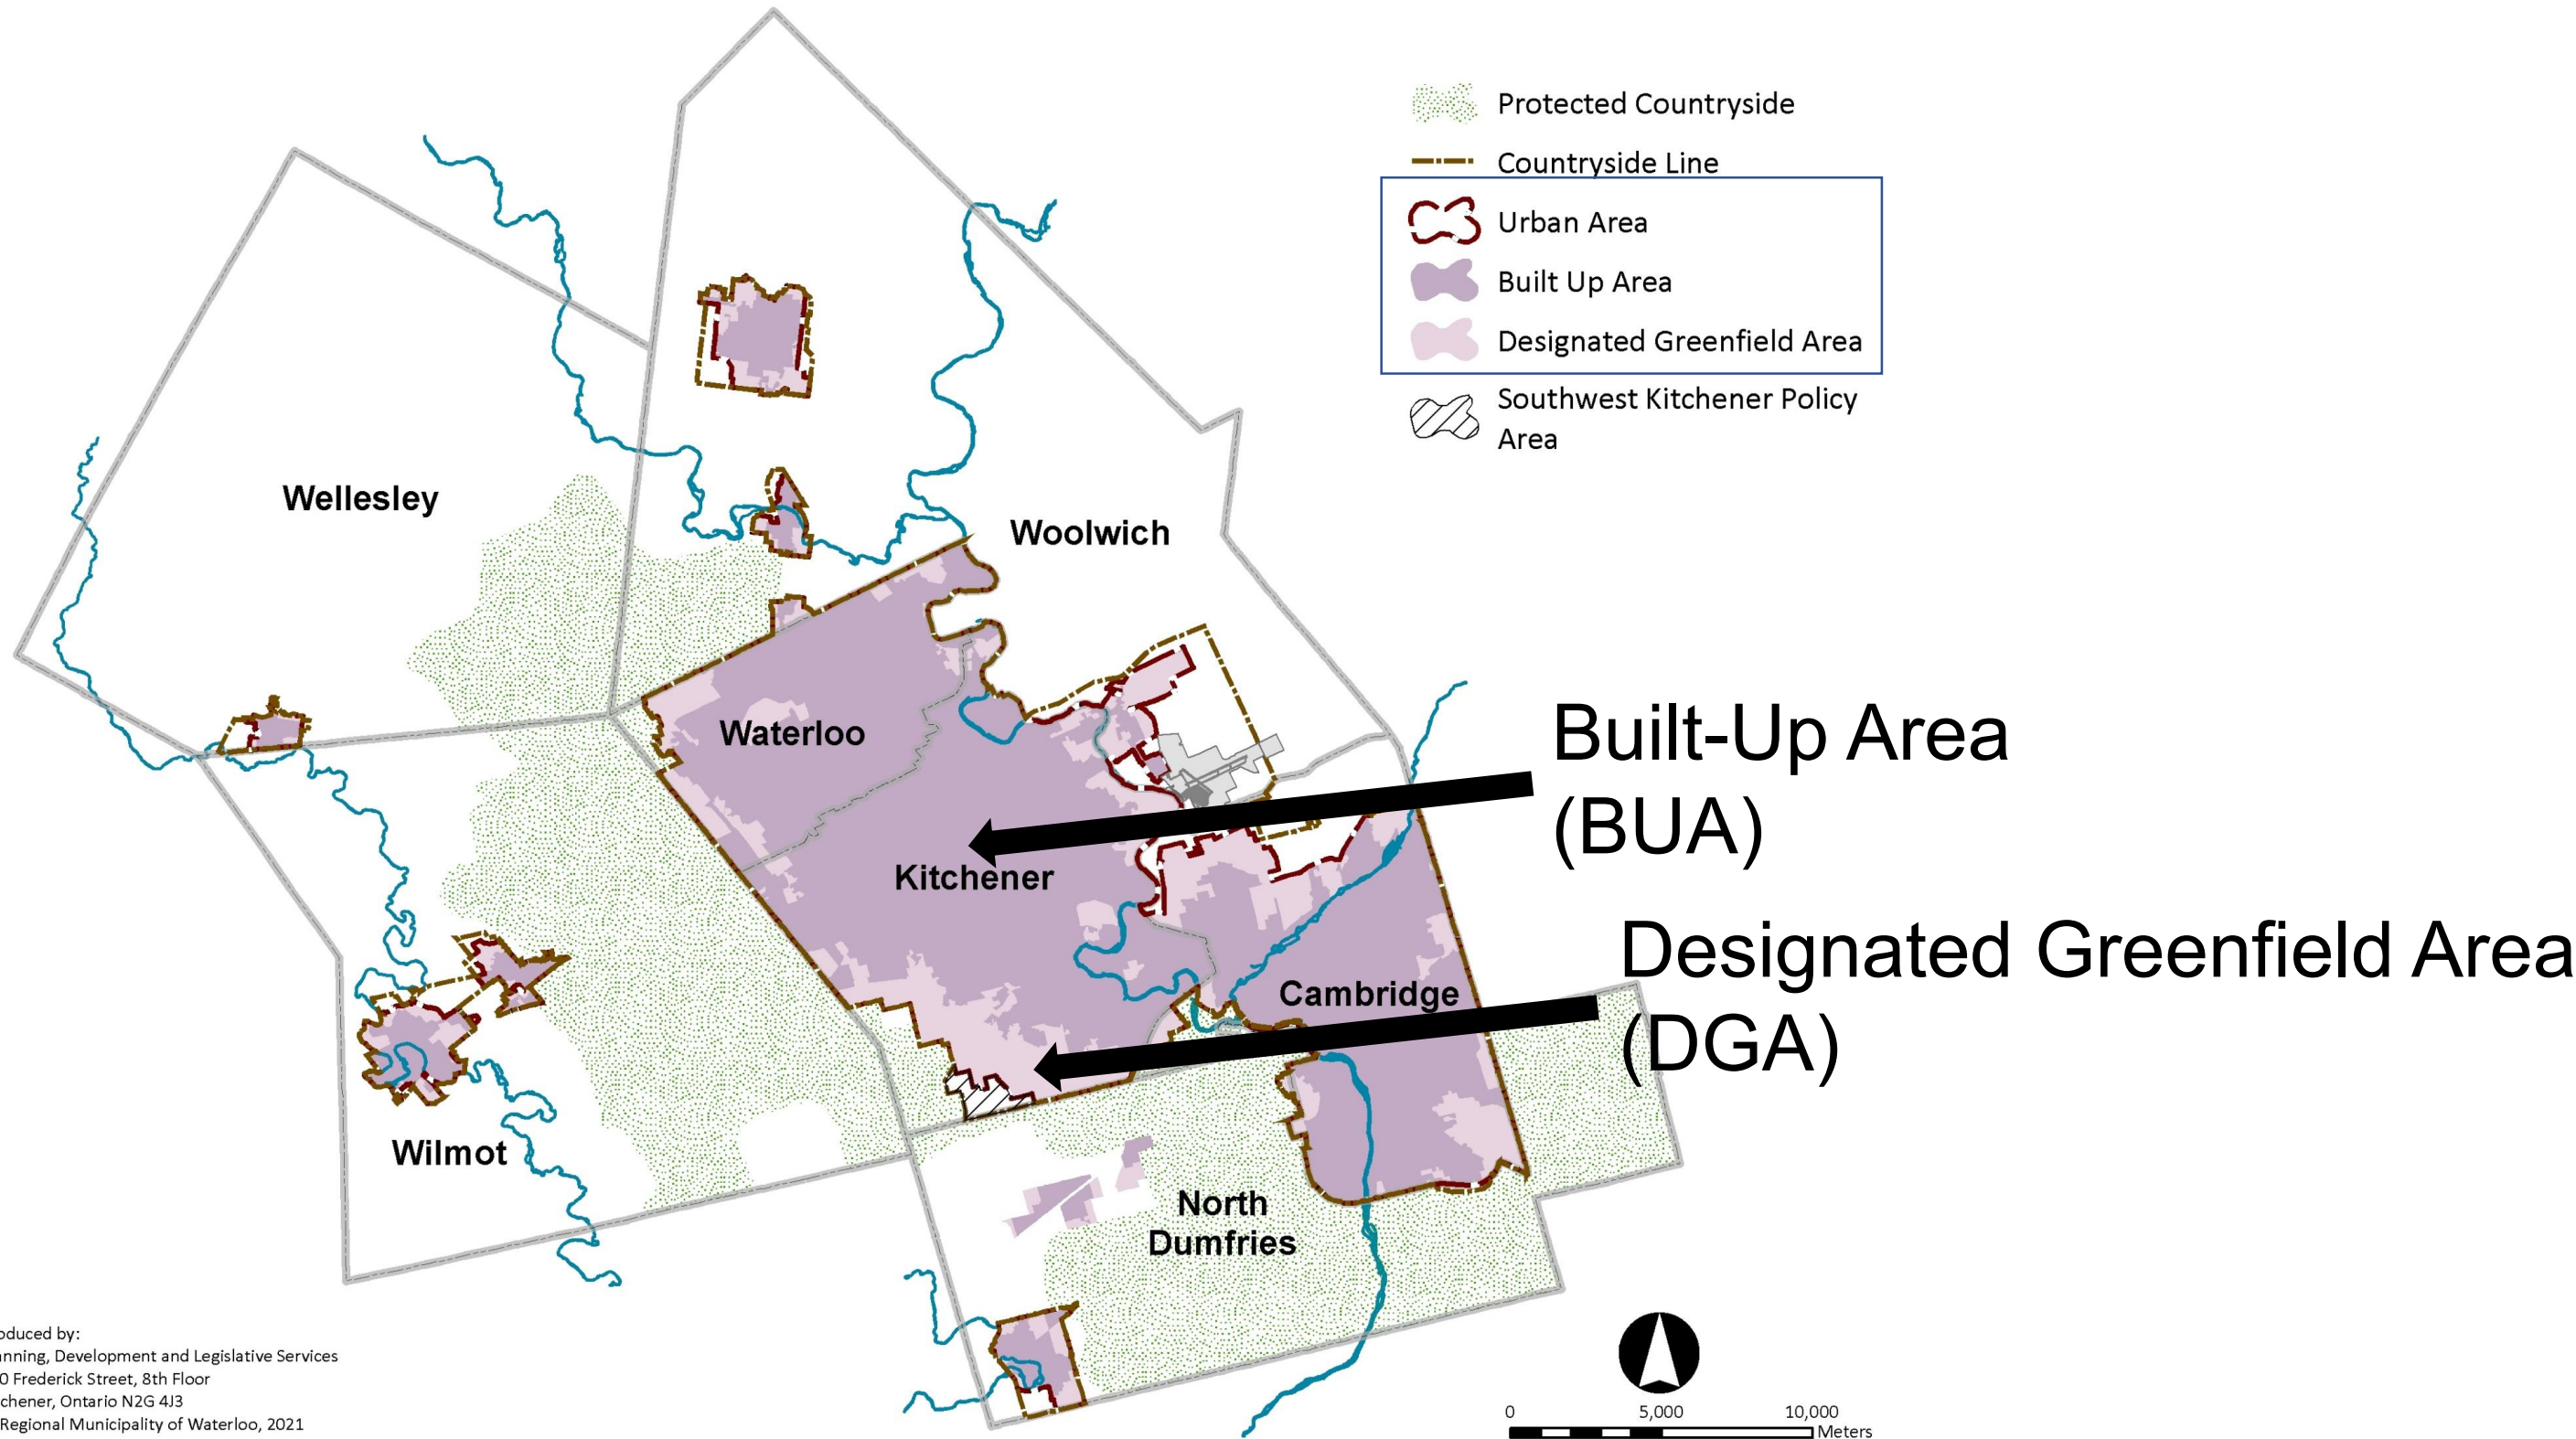 Protected Countryside
Countryside Line
Urban Area
Built Up Area
Designated Greenfield Area
Southwest Kitchener Policy
Area
Wellesley
Woolwich
Waterloo
Built-Up Area
(BUA)
Kitchener
Designated Greenfield Area
(DGA)
Cambridge
Wilmot
North
Dumfries
oduced by:
anning, Development and Legislative Services
0 Frederick Street, 8th Floor
chener, Ontario N2G 4J3
Regional Municipality of Waterloo, 2021
0 5,000 10,000
Meters